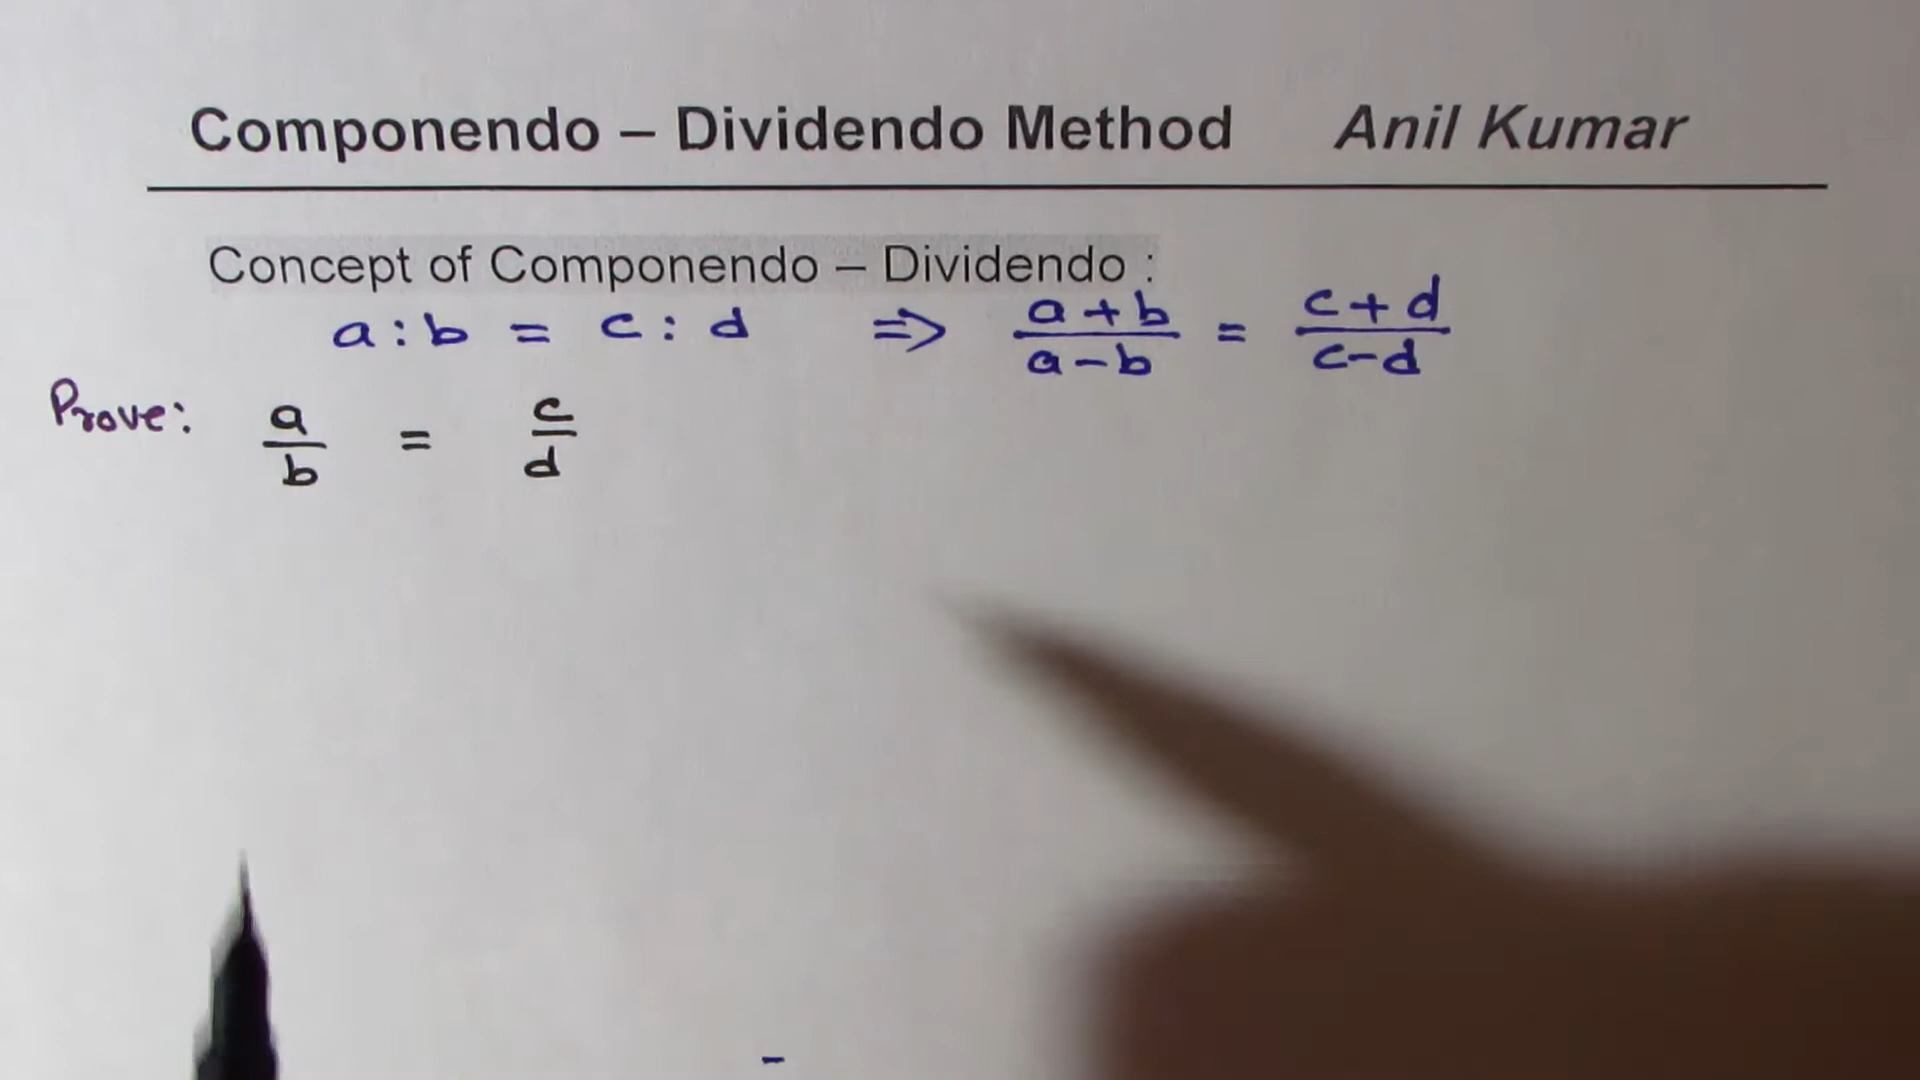 Componendo – Dividendo Method Anil Kumar
Concept of Componendo – Dividendo :
a : b = c : d => a + b / a - b = c + d / c - d
Prove: a / b = c / d